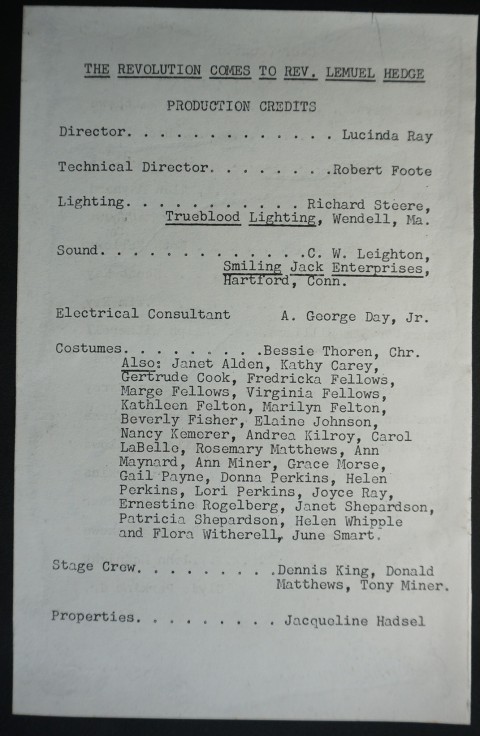 THE REVOLUTION COMES TO REV. LEMUEL HEDGE
PRODUCTION CREDITS
Director. . . . . . . . . . . . . Lucinda Ray
Technical Director. . . . . . . .Robert Foote
Lighting. . . . . . . . . . . Richard Steere,
Trueblood Lighting, Wendell, Ma.
Sound. . . . . . . . . . . . .C. W. Leighton,
Smiling Jack Enterprises,
Hartford, Conn.
Electrical Consultant A. George Day, Jr.
Costumes. . . . . . . . .Bessie Thoren, Chr.
Also: Janet Alden, Kathy Carey,
Gertrude Cook, Fredricka Fellows,
Marge Fellows, Virginia Fellows,
Kathleen Felton, Marilyn Felton,
Beverly Fisher, Elaine Johnson,
Nancy Kemerer, Andrea Kilroy, Carol
LaBelle, Rosemary Matthews, Ann
Maynard, Ann Miner, Grace Morse,
Gail Payne, Donna Perkins, Helen
Perkins, Lori Perkins, Joyce Ray,
Ernestine Rogelberg, Janet Shepardson,
Patricia Shepardson, Helen Whipple
and Flora Witherell, June Smart.
Stage Crew. . . . . . . . . .Dennis King, Donald
Matthews, Tony Miner.
Properties. . . . . . . . . . Jacqueline Hadsel